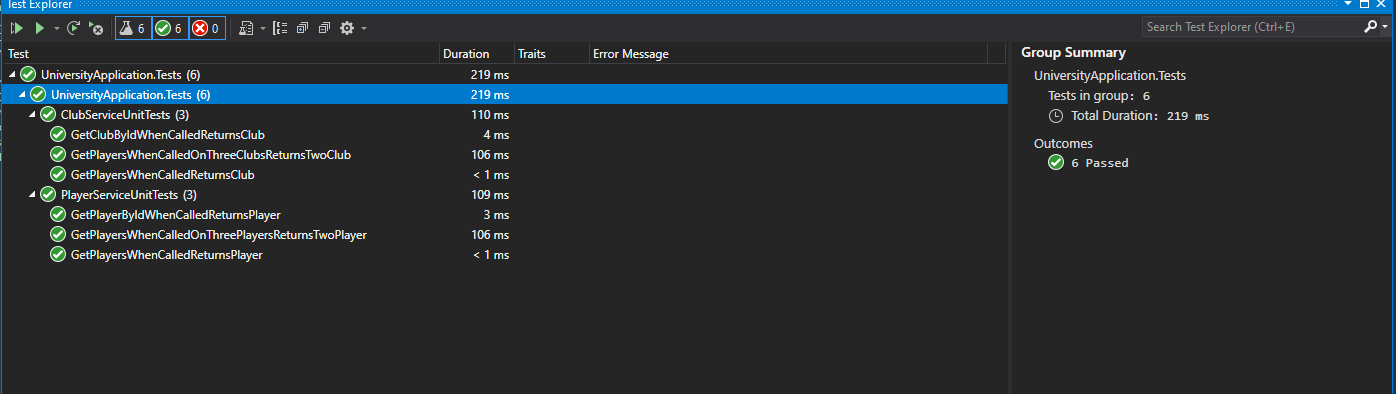 Test Explorer
6 6 0 Search Test Explorer (Ctrl+E)
Test Duration Traits Error Message
UniversityApplication.Tests (6) 219 ms
UniversityApplication.Tests (6) 219 ms
ClubServiceUnitTests (3) 110 ms
GetClubByIdWhenCalledReturnsClub 4 ms
GetPlayersWhenCalledOnThreeClubsReturnsTwoClub 106 ms
GetPlayersWhenCalledReturnsClub < 1 ms
PlayerServiceUnitTests (3) 109 ms
GetPlayerByIdWhenCalledReturnsPlayer 3 ms
GetPlayersWhenCalledOnThreePlayersReturnsTwoPlayer 106 ms
GetPlayersWhenCalledReturnsPlayer < 1 ms
Group Summary
UniversityApplication.Tests
Tests in group: 6
Total Duration: 219 ms
Outcomes
6 Passed